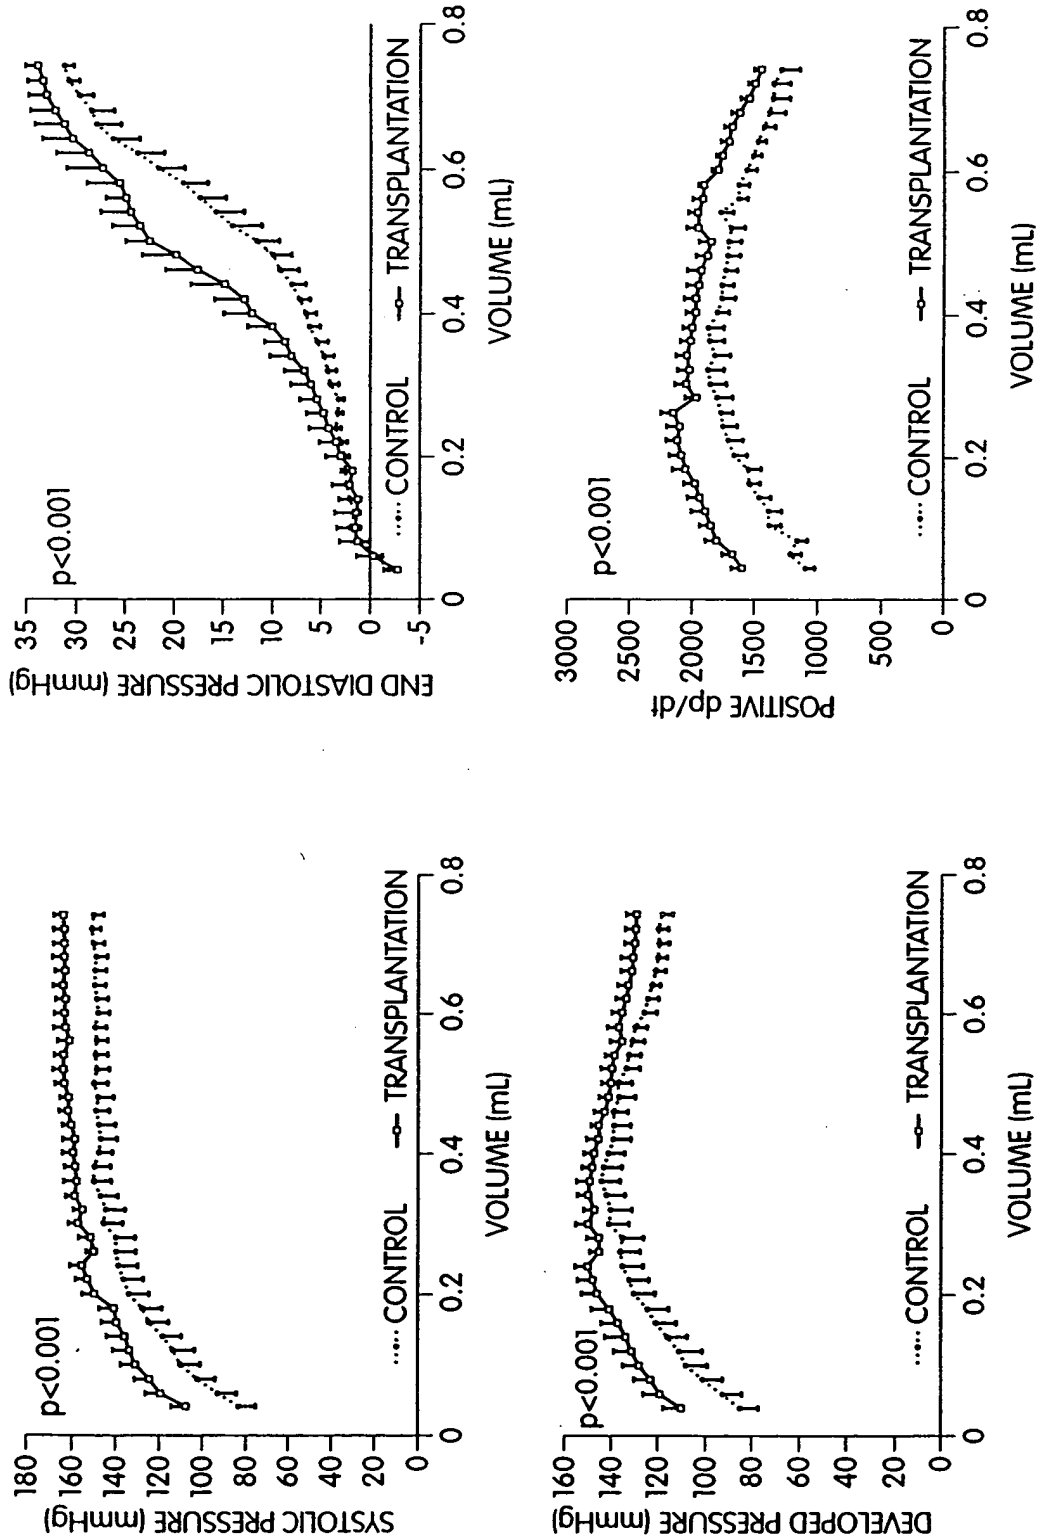 SYSTOLIC PRESSURE (mmHg)
180
160
140
120
100
80
60
40
20
0
p<0.001
CONTROL TRANSPLANTATION
0 0.2 0.4 0.6 0.8
VOLUME (mL)
END DIASTOLIC PRESSURE (mmHg)
35
30
25
20
15
10
5
0
-5
p<0.001
CONTROL TRANSPLANTATION
0 0.2 0.4 0.6 0.8
VOLUME (mL)
DEVELOPED PRESSURE (mmHg)
160
140
120
100
80
60
40
20
0
p<0.001
CONTROL TRANSPLANTATION
0 0.2 0.4 0.6 0.8
VOLUME (mL)
POSITIVE dp/dt
3000
2500
2000
1500
1000
500
0
p<0.001
CONTROL TRANSPLANTATION
0 0.2 0.4 0.6 0.8
VOLUME (mL)